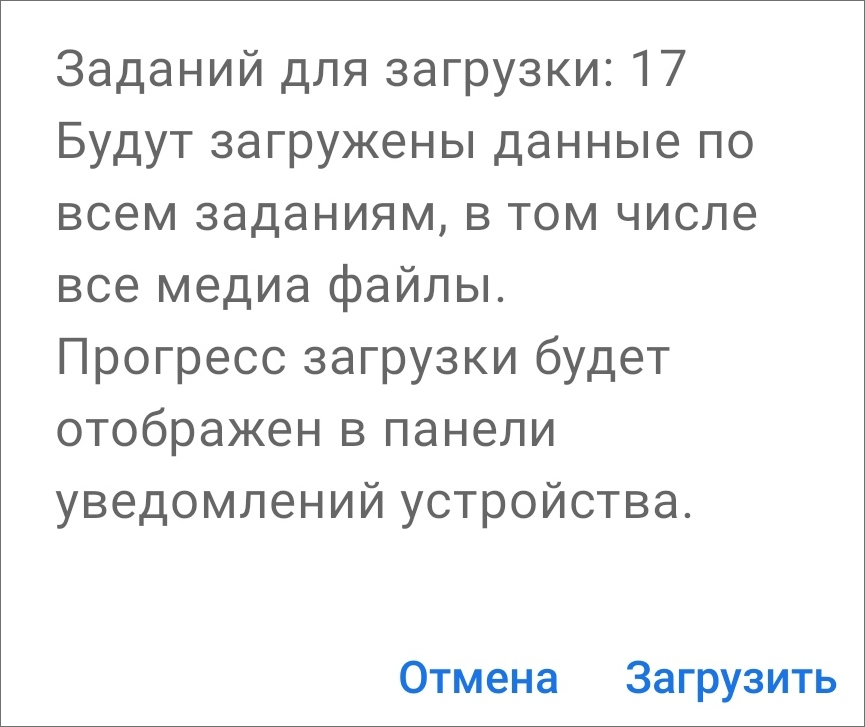 Заданий для загрузки: 17
Будут загружены данные по
всем заданиям, в том числе
все медиа файлы.
Прогресс загрузки будет
отображен в панели
уведомлений устройства.
Отмена Загрузить